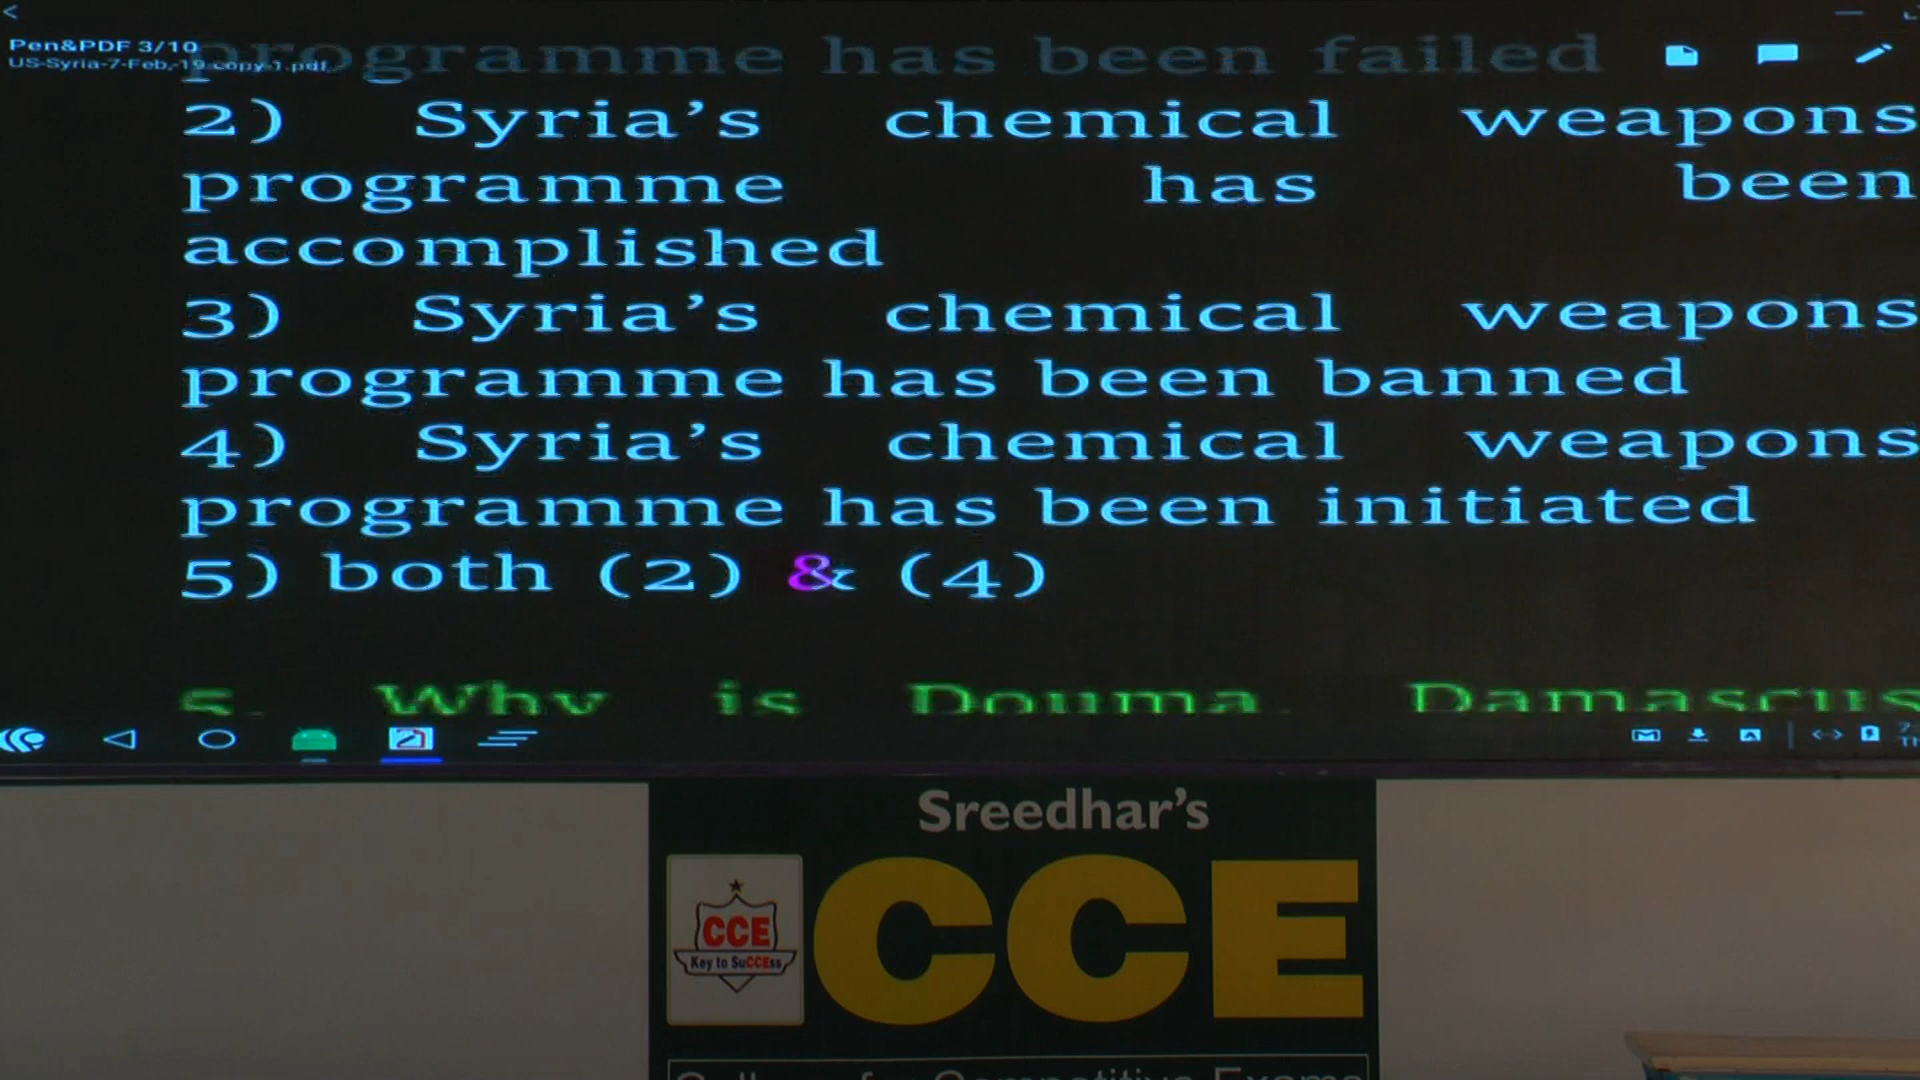 <
Pen&PDF 3/10
US-Syria-7-Feb,-19 copy-1.pdf
programme has been failed
2) Syria’s chemical weapons
programme has been
accomplished
3) Syria’s chemical weapons
programme has been banned
4) Syria’s chemical weapons
programme has been initiated
5) both (2) & (4)
5. Why is Douma, Damascus
Sreedhar’s
CCE
CCE
Key to SuCCEss